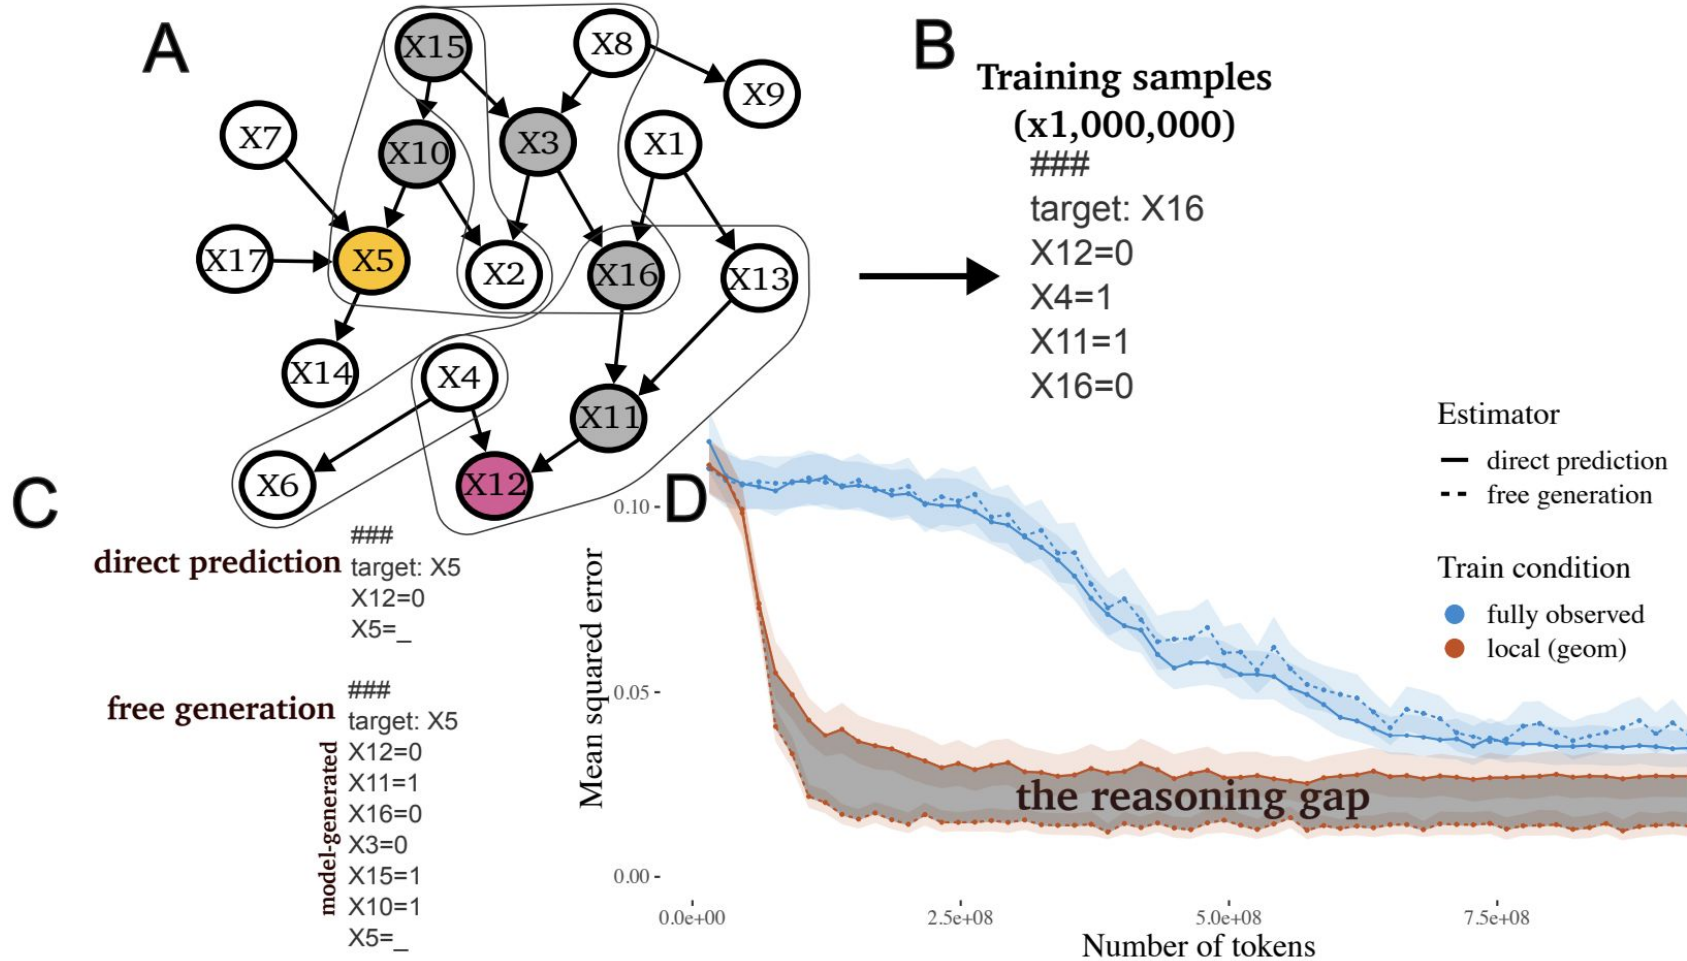 A
X15
X8
X9
X7
X10
X3
X1
X17
X5
X2
X16
X13
X14
X4
X11
X6
X12
B
Training samples
(x1,000,000)
###
target: X16
X12=0
X4=1
X11=1
X16=0
C
direct prediction
###
target: X5
X12=0
X5=_
free generation
###
target: X5
model-generated
X12=0
X11=1
X16=0
X3=0
X15=1
X10=1
X5=_
D
Mean squared error
0.10
0.05
0.00
the reasoning gap
0.0e+00
2.5e+08
5.0e+08
7.5e+08
Number of tokens
Estimator
direct prediction
free generation
Train condition
fully observed
local (geom)